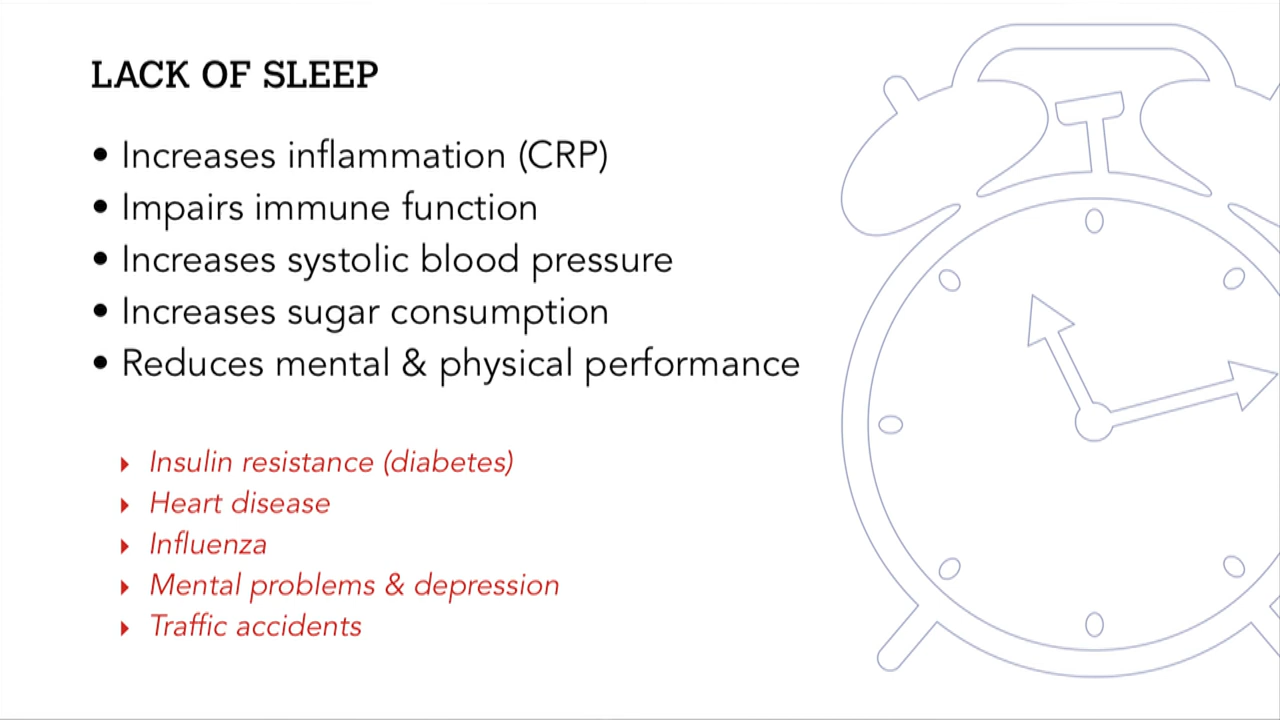 LACK OF SLEEP
• Increases inflammation (CRP)
• Impairs immune function
• Increases systolic blood pressure
• Increases sugar consumption
• Reduces mental & physical performance
▸ Insulin resistance (diabetes)
▸ Heart disease
▸ Influenza
▸ Mental problems & depression
▸ Traffic accidents